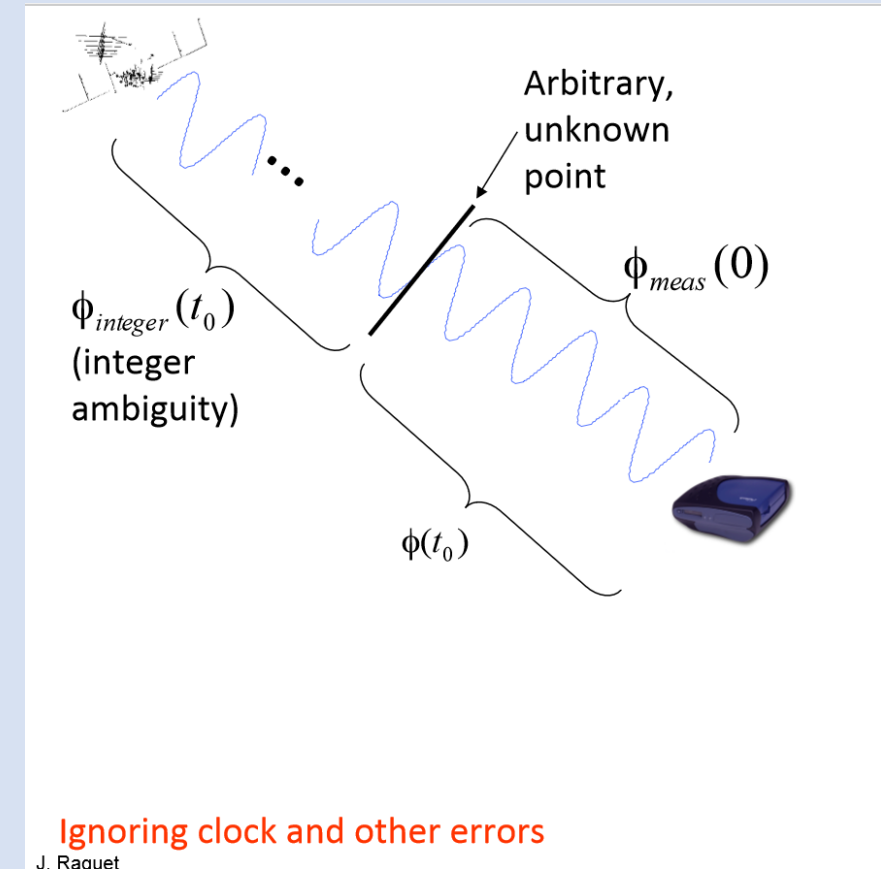 Arbitrary,
unknown
point
ϕmeas(0)
ϕinteger(t0)
(integer
ambiguity)
ϕ(t0)
Ignoring clock and other errors
J. Raquet